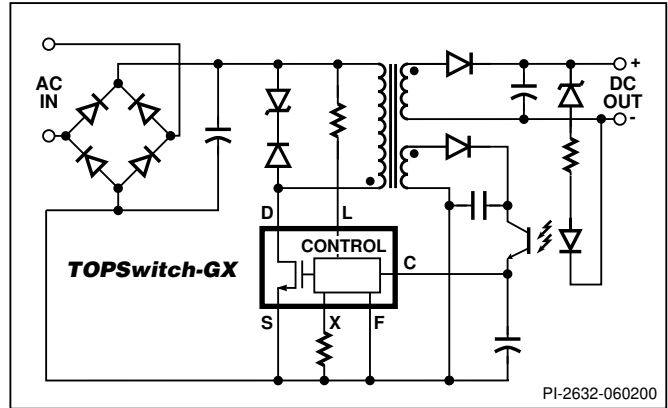 AC
IN
+
DC
OUT
-
D
L
CONTROL
C
TOPSwitch-GX
S
X
F
PI-2632-060200